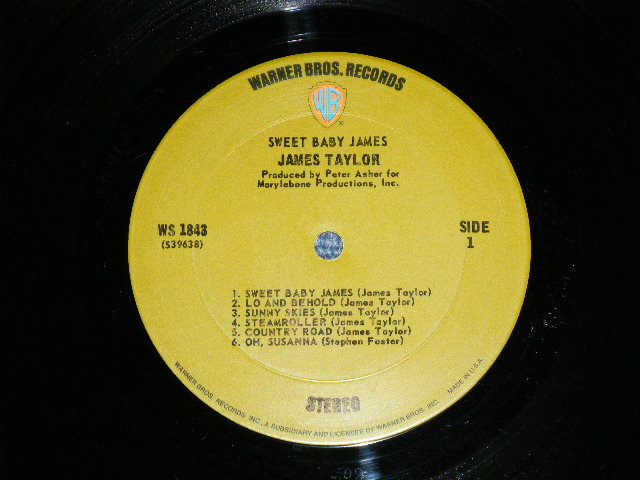 WARNER BROS. RECORDS
WB
®
SWEET BABY JAMES
JAMES TAYLOR
Produced by Peter Asher for
Marylebone Productions, Inc.
WS 1843
(S39638)
SIDE
1
1. SWEET BABY JAMES (James Taylor)
2. LO AND BEHOLD (James Taylor)
3. SUNNY SKIES (James Taylor)
4. STEAMROLLER (James Taylor)
5. COUNTRY ROAD (James Taylor)
6. OH, SUSANNA (Stephen Foster)
STEREO
WARNER BROS. RECORDS, INC., A SUBSIDIARY AND LICENSEE OF WARNER BROS. INC.
MADE IN U.S.A.